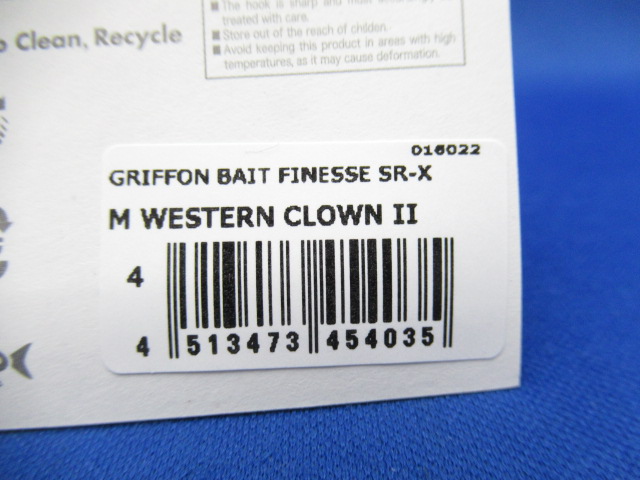 ■ The hook is sharp and must
treated with care.
■ Store out of the reach of childen.
■ Avoid keeping this product in areas with high
temperatures, as it may cause deformation.
Clean, Recycle
016022
GRIFFON BAIT FINESSE SR-X
M WESTERN CLOWN II
4
4 513473 454035